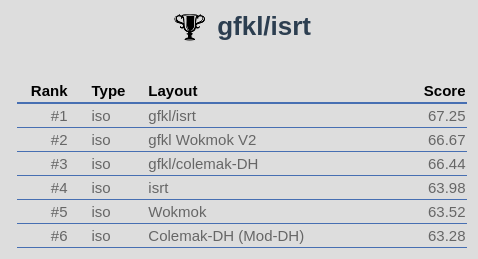 gfkl/isrt
Rank Type Layout Score
#1 iso gfkl/isrt 67.25
#2 iso gfkl Wokmok V2 66.67
#3 iso gfkl/colemak-DH 66.44
#4 iso isrt 63.98
#5 iso Wokmok 63.52
#6 iso Colemak-DH (Mod-DH) 63.28